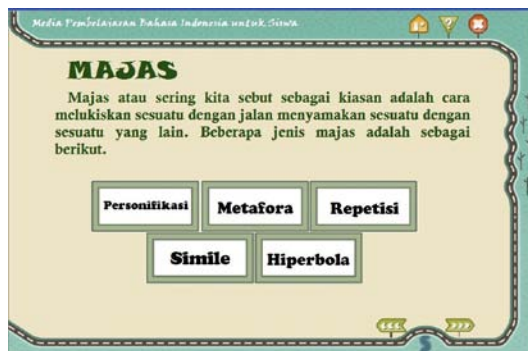 Media Pembelajaran Bahasa Indonesia untuk Siswa
MAJAS
Majas atau sering kita sebut sebagai kiasan adalah cara
melukiskan sesuatu dengan jalan menyamakan sesuatu dengan
sesuatu yang lain. Beberapa jenis majas adalah sebagai
berikut.
Personifikasi Metafora Repetisi
Simile Hiperbola